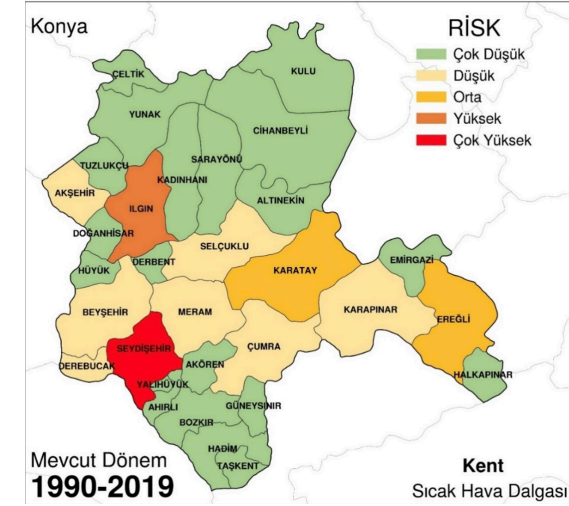 Konya
RİSK
Çok Düşük
Düşük
Orta
Yüksek
Çok Yüksek
KULU
ÇELTİK
YUNAK
CİHANBEYLİ
SARAYÖNÜ
TUZLUKÇU
KADINHANI
AKŞEHİR
ALTINEKİN
ILGIN
DOĞANHİSAR
SELÇUKLU
DERBENT
EMİRGAZİ
HÜYÜK
KARATAY
BEYŞEHİR
MERAM
KARAPINAR
EREĞLİ
SEYDİŞEHİR
ÇUMRA
DEREBUCAK
AKÖREN
HALKAPINAR
YALIHÜYÜK
AHIRLI
GÜNEYSINIR
BOZKIR
HADİM
TAŞKENT
Mevcut Dönem
1990-2019
Kent
Sıcak Hava Dalgası